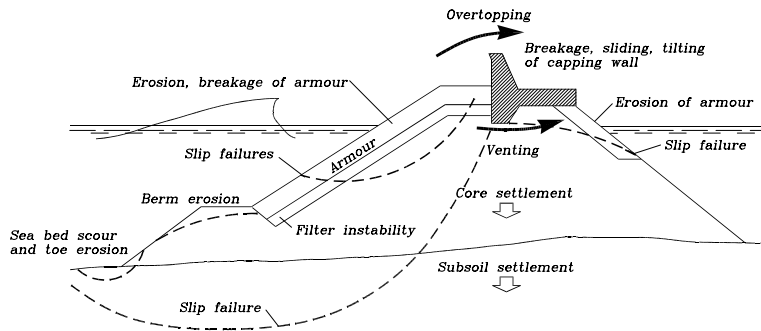 Overtopping
Breakage, sliding, tilting
of capping wall
Erosion, breakage of armour
Erosion of armour
Slip failures
Armour
Venting
Slip failure
Berm erosion
Core settlement
Filter instability
Sea bed scour
and toe erosion
Subsoil settlement
Slip failure